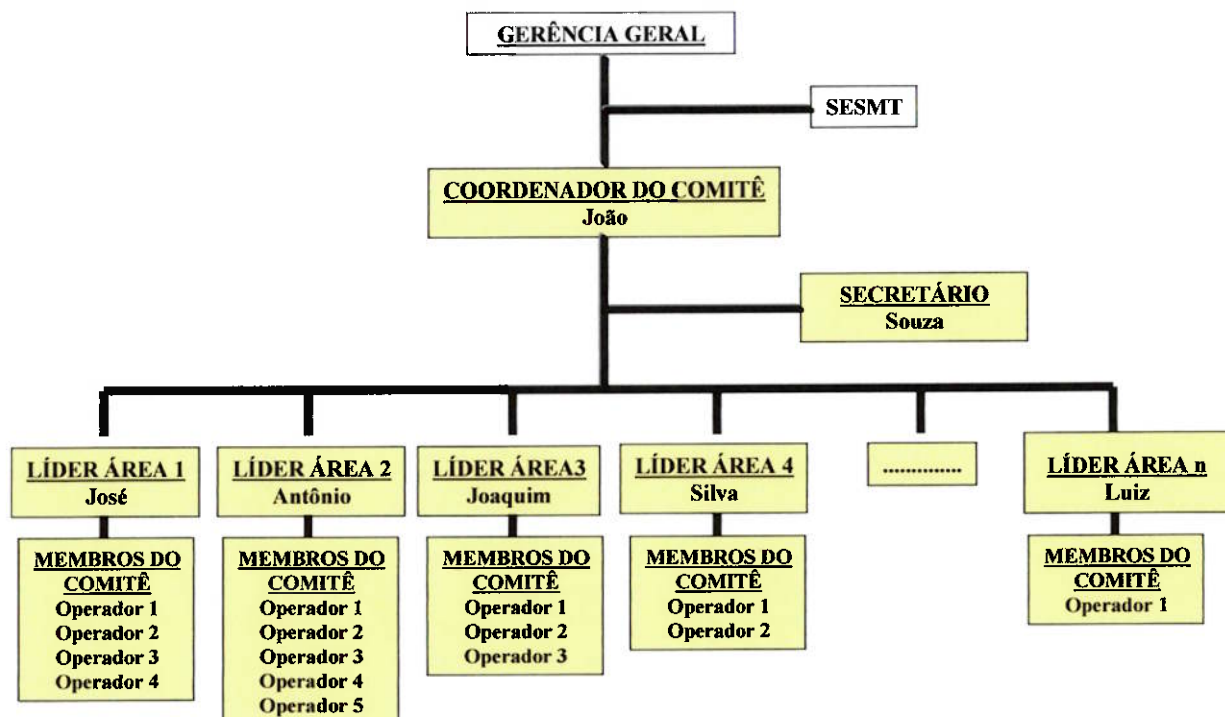 GERÊNCIA GERAL
SESMT
COORDENADOR DO COMITÊ
João
SECRETÁRIO
Souza
LÍDER ÁREA 1
José
LÍDER ÁREA 2
Antônio
LÍDER ÁREA3
Joaquim
LÍDER ÁREA 4
Silva
..............
LÍDER ÁREA n
Luiz
MEMBROS DO
COMITÊ
Operador 1
Operador 2
Operador 3
Operador 4
MEMBROS DO
COMITÊ
Operador 1
Operador 2
Operador 3
Operador 4
Operador 5
MEMBROS DO
COMITÊ
Operador 1
Operador 2
Operador 3
MEMBROS DO
COMITÊ
Operador 1
Operador 2
MEMBROS DO
COMITÊ
Operador 1